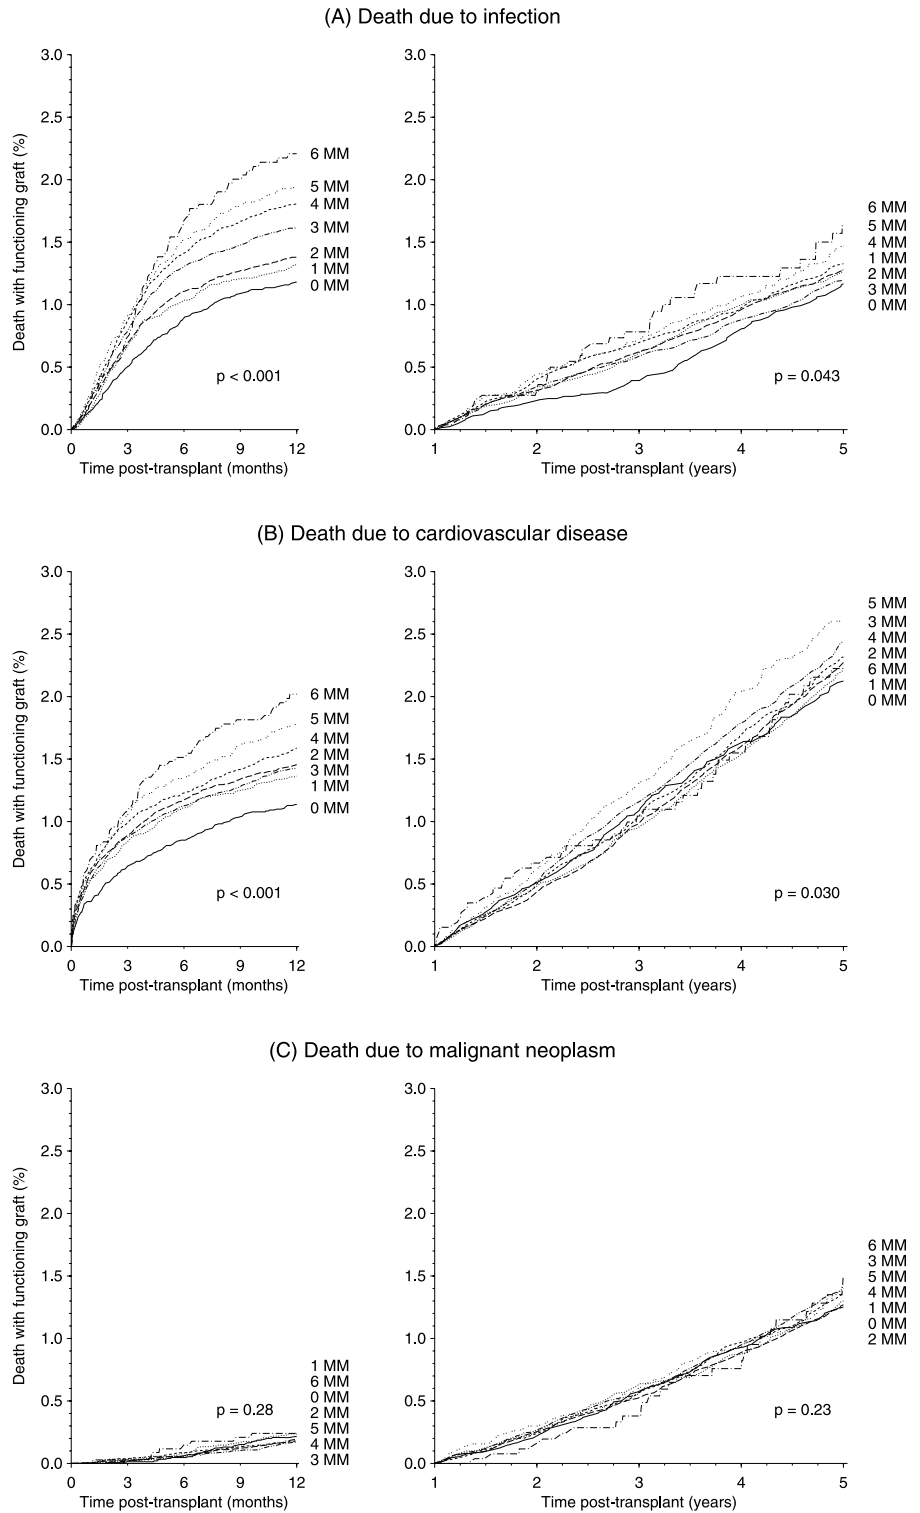 (A) Death due to infection
Death with functioning graft (%)
3.0
2.5
2.0
1.5
1.0
0.5
0.0
6 MM
5 MM
4 MM
3 MM
2 MM
1 MM
0 MM
p < 0.001
0 3 6 9 12
Time post-transplant (months)
3.0
2.5
2.0
1.5
1.0
0.5
0.0
6 MM
5 MM
4 MM
1 MM
2 MM
3 MM
0 MM
p = 0.043
1 2 3 4 5
Time post-transplant (years)
(B) Death due to cardiovascular disease
Death with functioning graft (%)
3.0
2.5
2.0
1.5
1.0
0.5
0.0
6 MM
5 MM
4 MM
2 MM
3 MM
1 MM
0 MM
p < 0.001
0 3 6 9 12
Time post-transplant (months)
3.0
2.5
2.0
1.5
1.0
0.5
0.0
5 MM
3 MM
4 MM
2 MM
6 MM
1 MM
0 MM
p = 0.030
1 2 3 4 5
Time post-transplant (years)
(C) Death due to malignant neoplasm
Death with functioning graft (%)
3.0
2.5
2.0
1.5
1.0
0.5
0.0
1 MM
6 MM
0 MM
2 MM
5 MM
4 MM
3 MM
p = 0.28
0 3 6 9 12
Time post-transplant (months)
3.0
2.5
2.0
1.5
1.0
0.5
0.0
6 MM
3 MM
5 MM
4 MM
1 MM
0 MM
2 MM
p = 0.23
1 2 3 4 5
Time post-transplant (years)